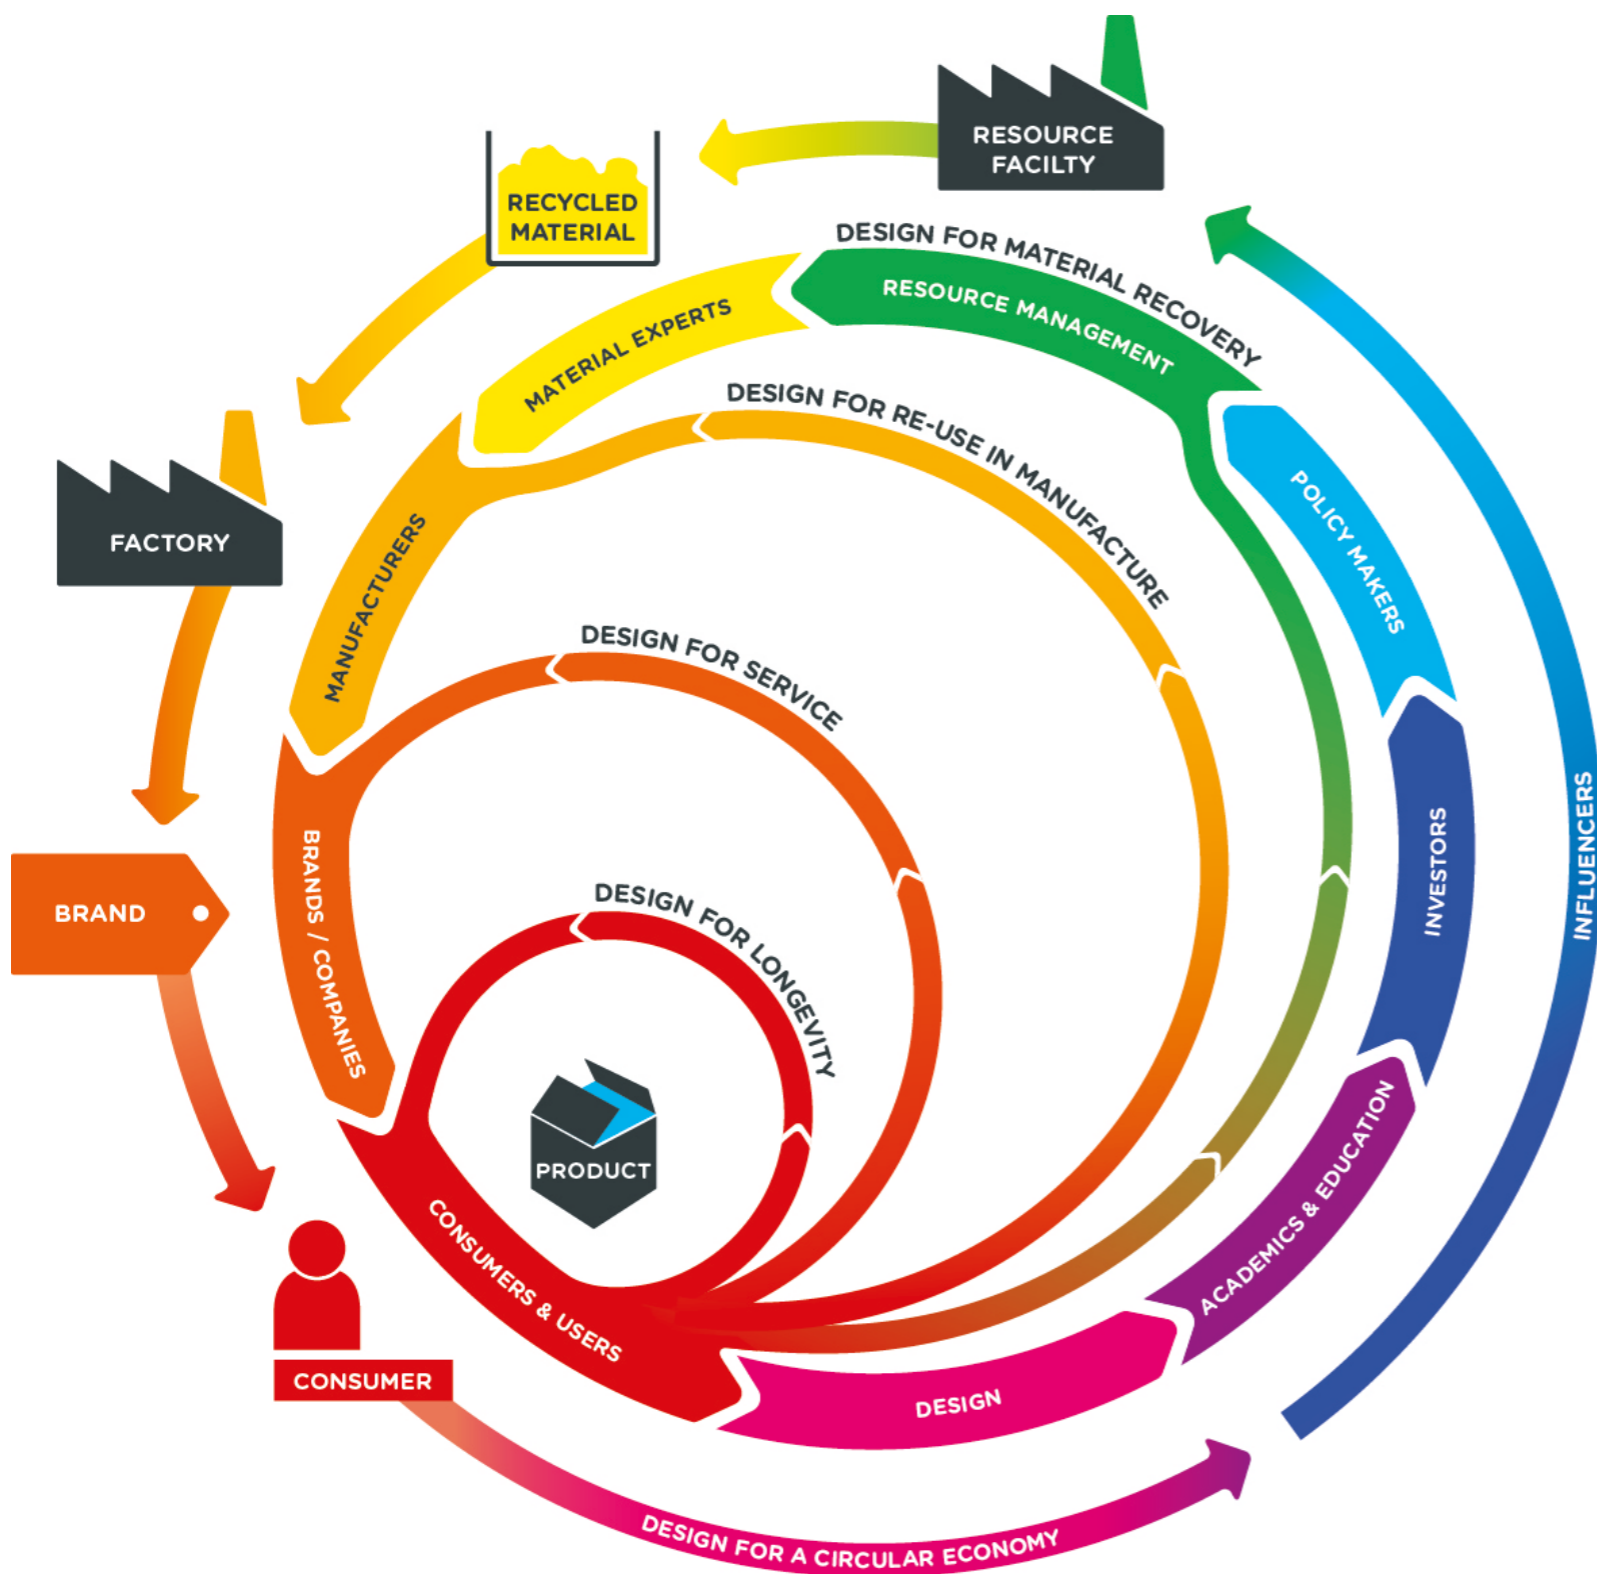 RESOURCE
FACILTY
RECYCLED
MATERIAL
DESIGN FOR MATERIAL RECOVERY
RESOURCE MANAGEMENT
MATERIAL EXPERTS
DESIGN FOR RE-USE IN MANUFACTURE
POLICY MAKERS
FACTORY
MANUFACTURERS
DESIGN FOR SERVICE
INVESTORS
INFLUENCERS
BRAND
BRANDS / COMPANIES
DESIGN FOR LONGEVITY
PRODUCT
ACADEMICS & EDUCATION
CONSUMERS & USERS
CONSUMER
DESIGN
DESIGN FOR A CIRCULAR ECONOMY